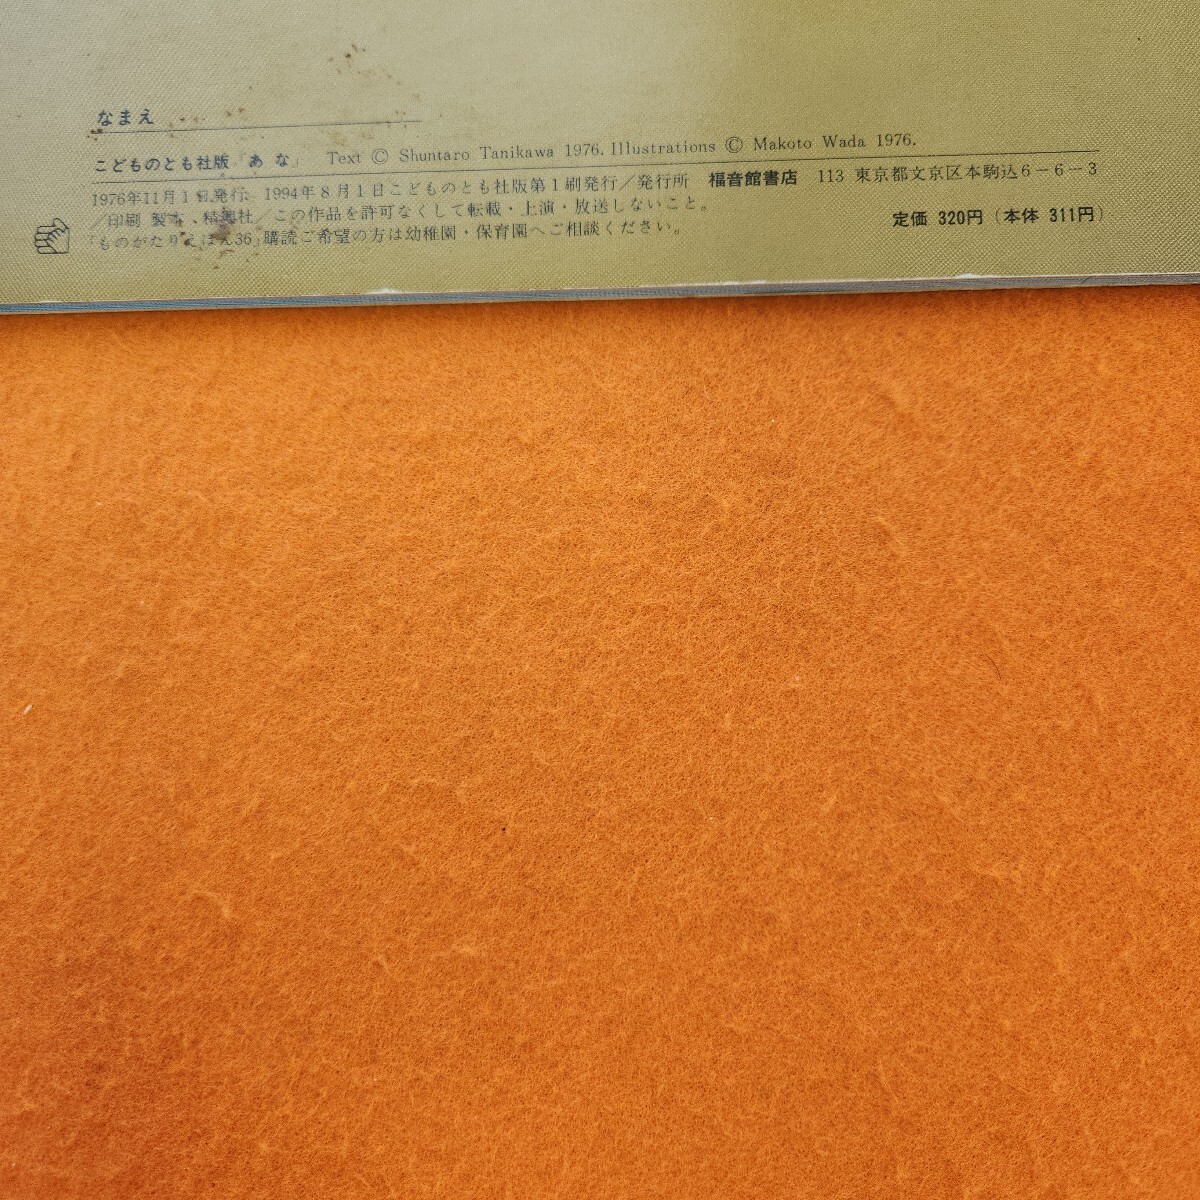 なまえ
こどものとも社版「あな」 Text © Shuntaro Tanikawa 1976. Illustrations © Makoto Wada 1976.
1976年11月1日発行 1994年8月1日こどものとも社版第1刷発行／発行所 福音館書店 113 東京都文京区本駒込6－6－3
／印刷 製本 精興社／この作品を許可なくして転載・上演・放送しないこと。
「ものがたりえほん36」購読ご希望の方は幼稚園・保育園へご相談ください。
定価 320円（本体 311円）